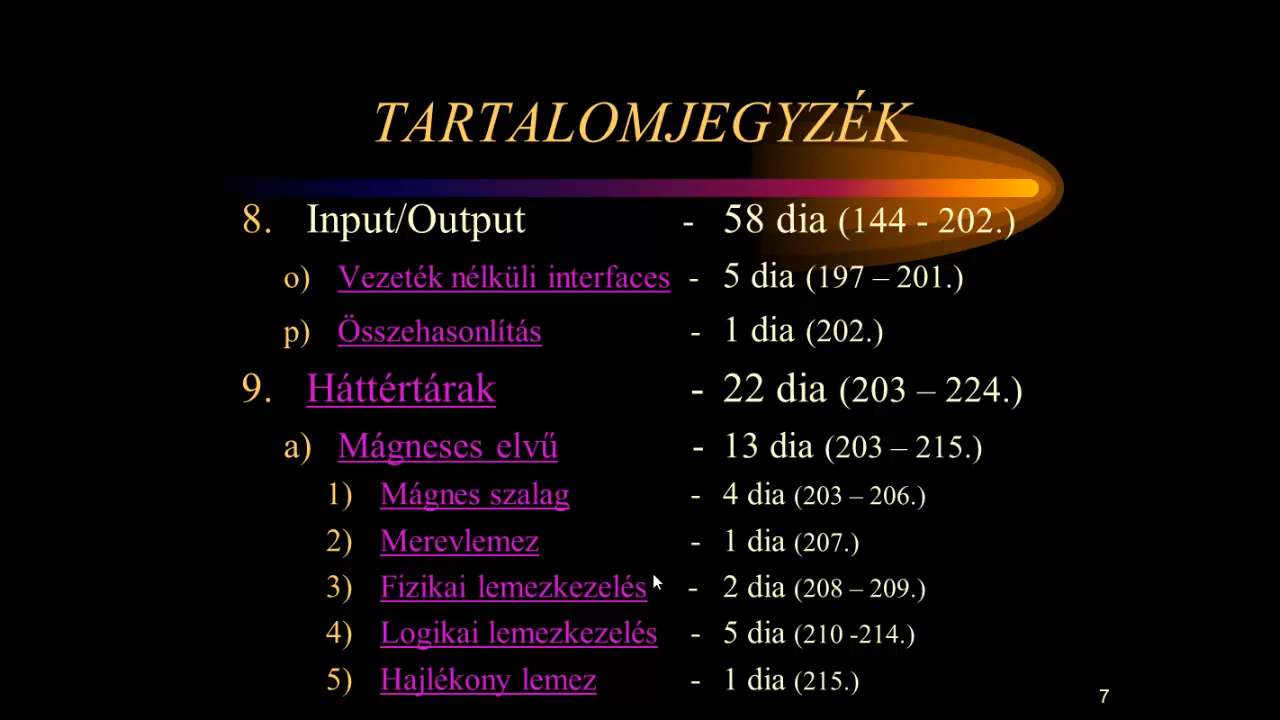 TARTALOMJEGYZÉK
8. Input/Output - 58 dia (144 - 202.)
o) Vezeték nélküli interfaces - 5 dia (197 – 201.)
p) Összehasonlítás - 1 dia (202.)
9. Háttértárak - 22 dia (203 – 224.)
a) Mágneses elvű - 13 dia (203 – 215.)
1) Mágnes szalag - 4 dia (203 – 206.)
2) Merevlemez - 1 dia (207.)
3) Fizikai lemezkezelés - 2 dia (208 – 209.)
4) Logikai lemezkezelés - 5 dia (210 -214.)
5) Hajlékony lemez - 1 dia (215.)
7